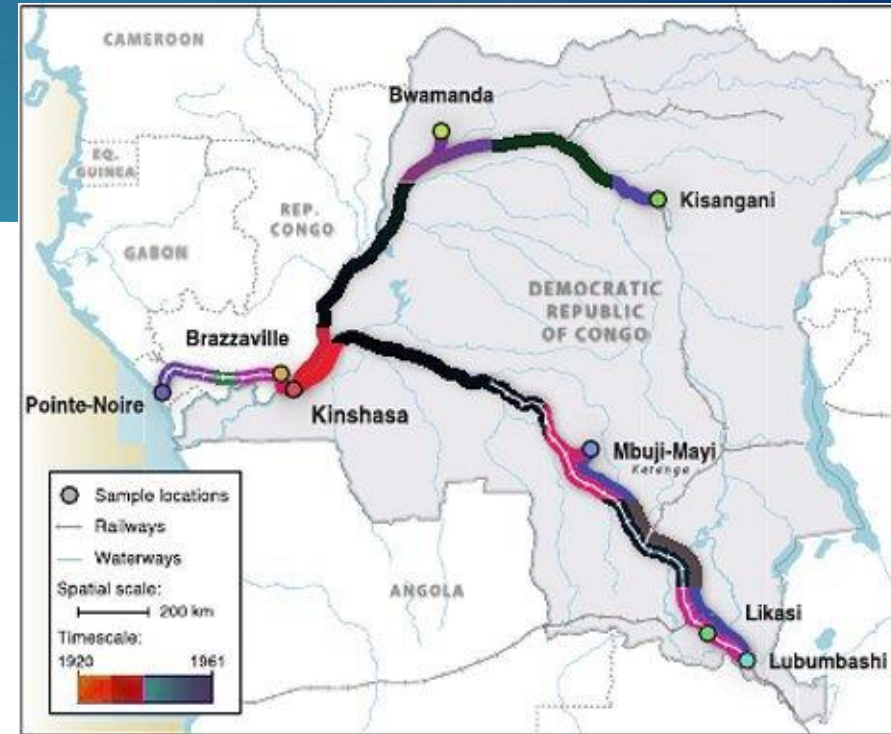 CAMEROON
Bwamanda
EQ.
GUINEA
REP.
CONGO
Kisangani
GABON
DEMOCRATIC
REPUBLIC
OF CONGO
Brazzaville
Pointe-Noire
Kinshasa
Mbuji-Mayi
Katanga
Sample locations
Railways
Waterways
Spatial scale:
200 km
Timescale:
1920 1961
ANGOLA
Likasi
Lubumbashi